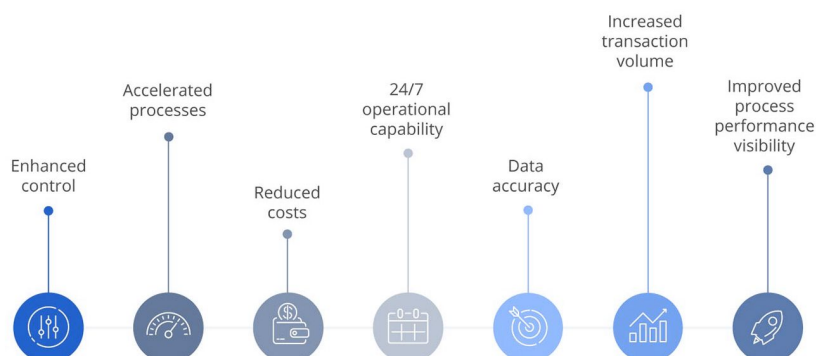 Enhanced
control
Accelerated
processes
Reduced
costs
24/7
operational
capability
Data
accuracy
Increased
transaction
volume
Improved
process
performance
visibility